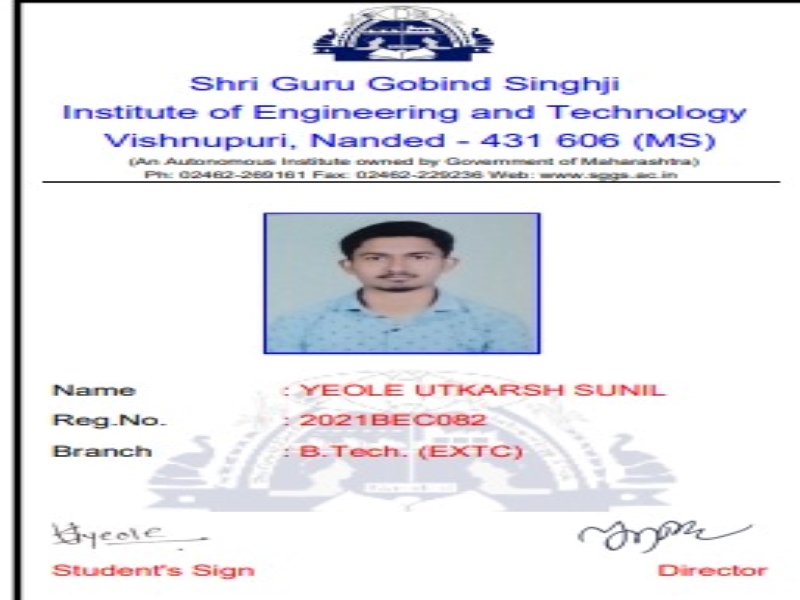 Shri Guru Gobind Singhji
Institute of Engineering and Technology
Vishnupuri, Nanded - 431 606 (MS)
(An Autonomous Institute owned by Government of Maharashtra)
Ph: 02462-269161 Fax: 02462-229236 Web: www.sggs.ac.in
Name : YEOLE UTKARSH SUNIL
Reg.No. : 2021BEC082
Branch : B.Tech. (EXTC)
Uyeole
Student's Sign Director